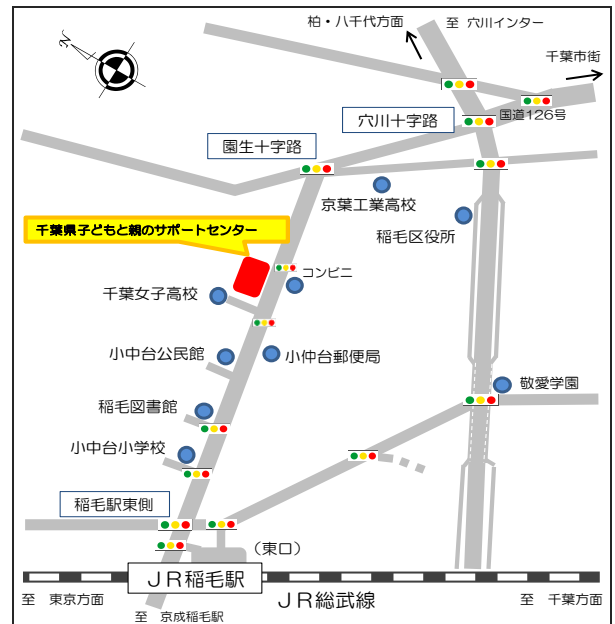 柏・八千代方面
至 穴川インター
千葉市街
N
国道126号
穴川十字路
園生十字路
京葉工業高校
稲毛区役所
千葉県子どもと親のサポートセンター
コンビニ
千葉女子高校
小中台公民館
小仲台郵便局
敬愛学園
稲毛図書館
小中台小学校
稲毛駅東側
（東口）
ＪＲ稲毛駅
至 東京方面
ＪＲ総武線
至 千葉方面
至 京成稲毛駅